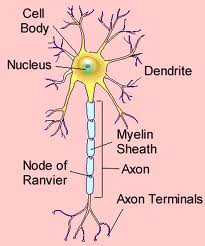 Cell
Body
Nucleus
Dendrite
Myelin
Sheath
Node of
Ranvier
Axon
Axon Terminals